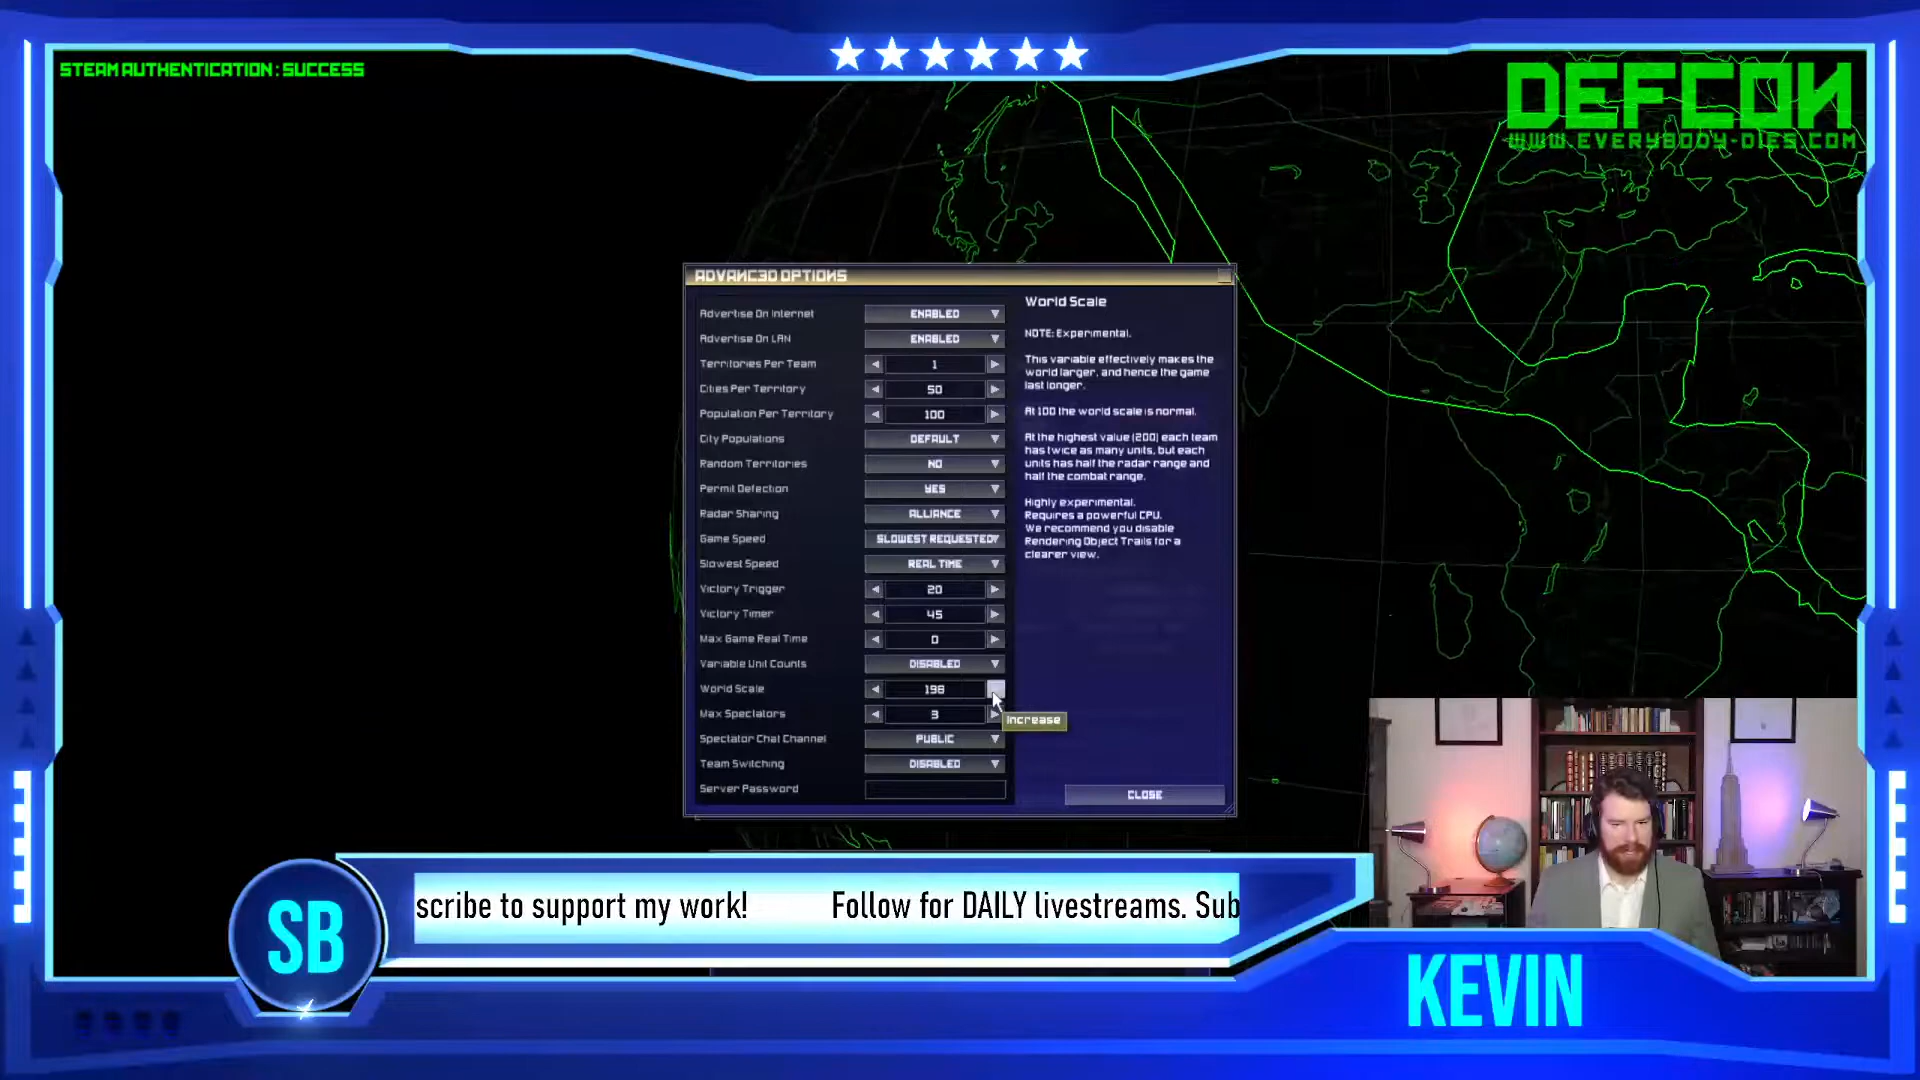 STEAM AUTHENTICATION : SUCCESS
DEFCON
WWW.EVERYBODY-DIES.COM
ADVANC3D OPTIONS
Advertise On Internet ENABLED
Advertise On LAN ENABLED
Territories Per Team 1
Cities Per Territory 50
Population Per Territory 100
City Populations DEFAULT
Random Territories NO
Permit Defection YES
Radar Sharing ALLIANCE
Game Speed SLOWEST REQUESTED
Slowest Speed REAL TIME
Victory Trigger 20
Victory Timer 45
Max Game Real Time 0
Variable Unit Counts DISABLED
World Scale 196
Max Spectators 3
Spectator Chat Channel PUBLIC
Team Switching DISABLED
Server Password
World Scale
NOTE: Experimental.
This variable effectively makes the
world larger, and hence the game
last longer.
At 100 the world scale is normal.
At the highest value (200) each team
has twice as many units, but each
units has half the radar range and
half the combat range.
Highly experimental.
Requires a powerful CPU.
We recommend you disable
Rendering Object Trails for a
clearer view.
Increase
CLOSE
SB
scribe to support my work! Follow for DAILY livestreams. Sub
KEVIN